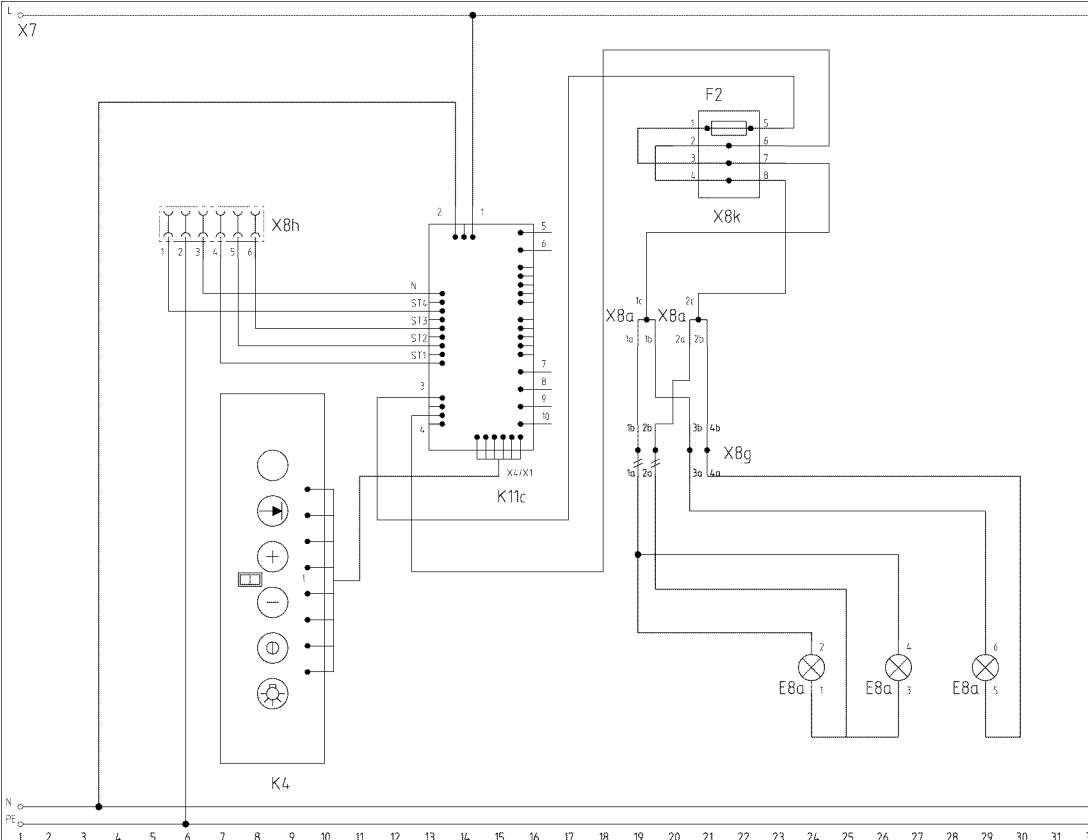 L
X7
F2
1 5
2 6
3 7
4 8
X8k
2 1
X8h
1 2 3 4 5 6
5
6
N
ST4
ST3
ST2
ST1
1c 2c
X8a X8a
1a 1b 2a 2b
3
4
7
8
9
10
X4/X1
K11c
1b 2b 3b 4b
X8g
1a 2a 3a 4a
1
2 4 6
E8a 1 E8a 3 E8a 5
K4
N
PE
1 2 3 4 5 6 7 8 9 10 11 12 13 14 15 16 17 18 19 20 21 22 23 24 25 26 27 28 29 30 31